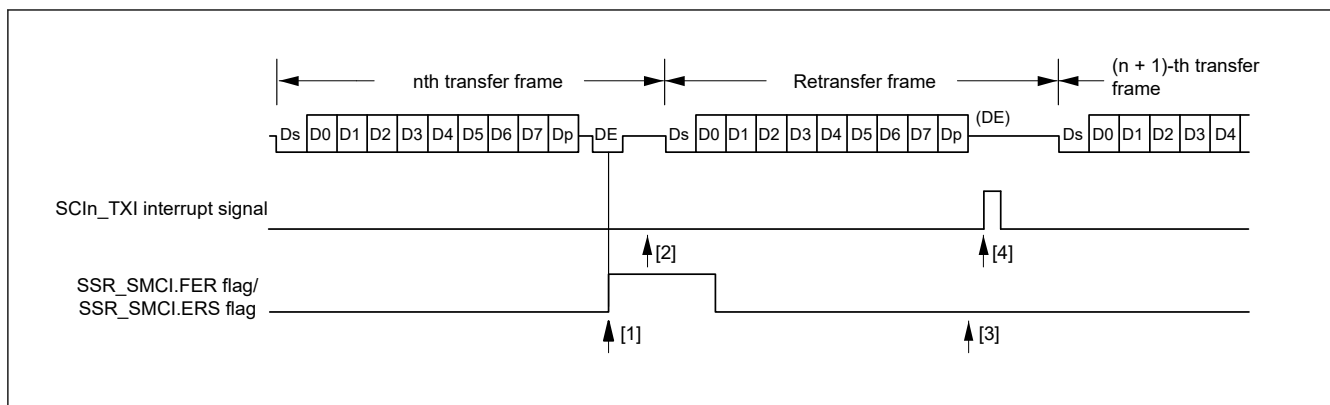 nth transfer frame
Retransfer frame
(n + 1)-th transfer
frame
(DE)
Ds D0 D1 D2 D3 D4 D5 D6 D7 Dp DE Ds D0 D1 D2 D3 D4 D5 D6 D7 Dp Ds D0 D1 D2 D3 D4
SCIn_TXI interrupt signal
[2]
[4]
SSR_SMCI.FER flag/
SSR_SMCI.ERS flag
[1]
[3]